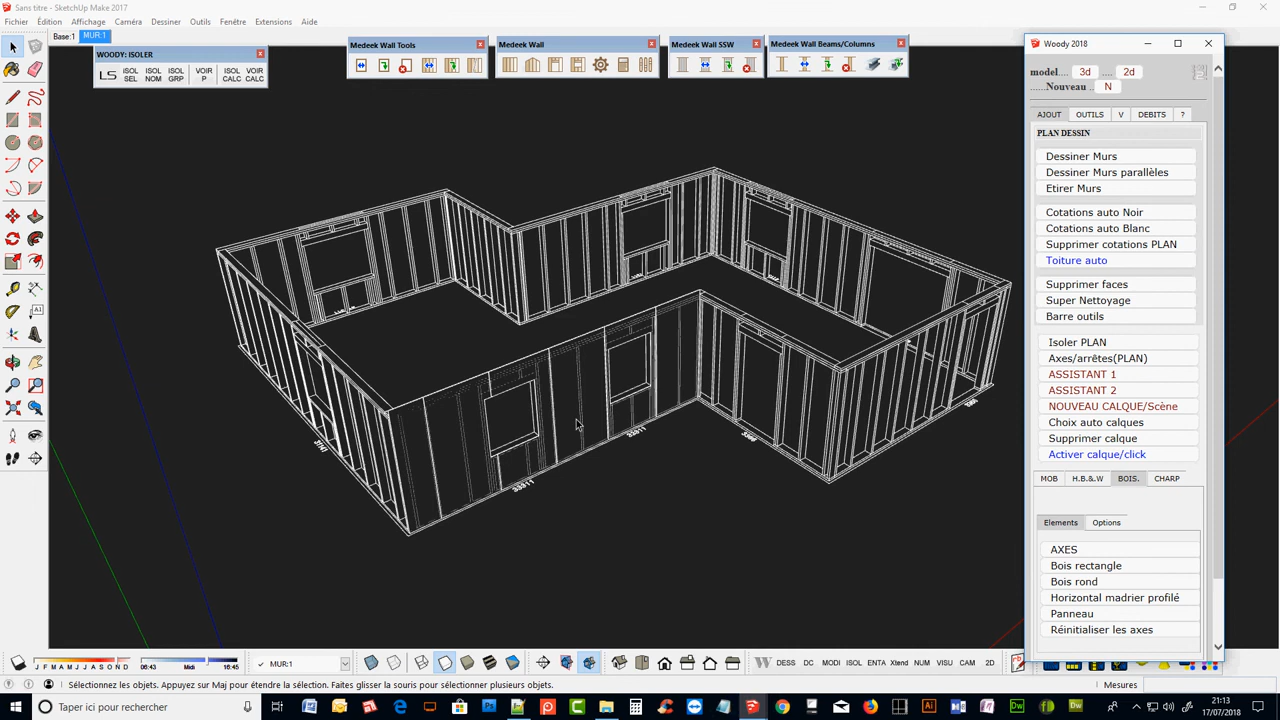 Sans titre - SketchUp Make 2017
Fichier Édition Affichage Caméra Dessiner Outils Fenêtre Extensions Aide
Base:1 MUR:1
WOODY: ISOLER
LS ISOL SEL ISOL NOM ISOL GRP VOIR P ISOL CALC VOIR CALC
Medeek Wall Tools
Medeek Wall
Medeek Wall SSW
Medeek Wall Beams/Columns
Woody 2018
model.... 3d .... 2d
......Nouveau .. N
AJOUT OUTILS V DEBITS ?
PLAN DESSIN
Dessiner Murs
Dessiner Murs parallèles
Etirer Murs
Cotations auto Noir
Cotations auto Blanc
Supprimer cotations PLAN
Toiture auto
Supprimer faces
Super Nettoyage
Barre outils
Isoler PLAN
Axes/arrêtes(PLAN)
ASSISTANT 1
ASSISTANT 2
NOUVEAU CALQUE/Scène
Choix auto calques
Supprimer calque
Activer calque/click
MOB H.B.&.W BOIS. CHARP
Elements Options
AXES
Bois rectangle
Bois rond
Horizontal madrier profilé
Panneau
Réinitialiser les axes
J F M A M J J A S O N D 06:43 Midi 16:45
MUR:1
DESS DC MODI ISOL ENTA Xtend NUM VISU CAM 2D
Sélectionnez les objets. Appuyez sur Maj pour étendre la sélection. Faites glisser la souris pour sélectionner plusieurs objets.
Mesures
Taper ici pour rechercher
21:13
17/07/2018